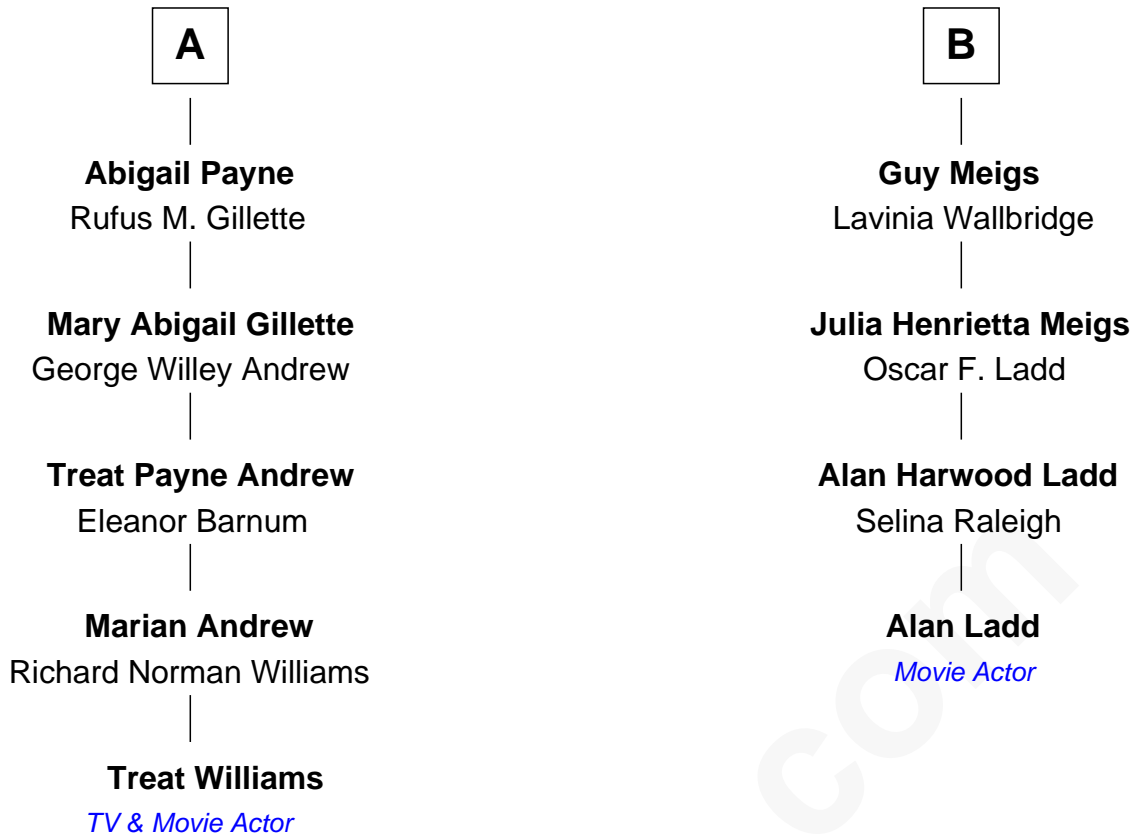 A
Abigail Payne
Rufus M. Gillette
Mary Abigail Gillette
George Willey Andrew
Treat Payne Andrew
Eleanor Barnum
Marian Andrew
Richard Norman Williams
Treat Williams
TV & Movie Actor
B
Guy Meigs
Lavinia Wallbridge
Julia Henrietta Meigs
Oscar F. Ladd
Alan Harwood Ladd
Selina Raleigh
Alan Ladd
Movie Actor
com